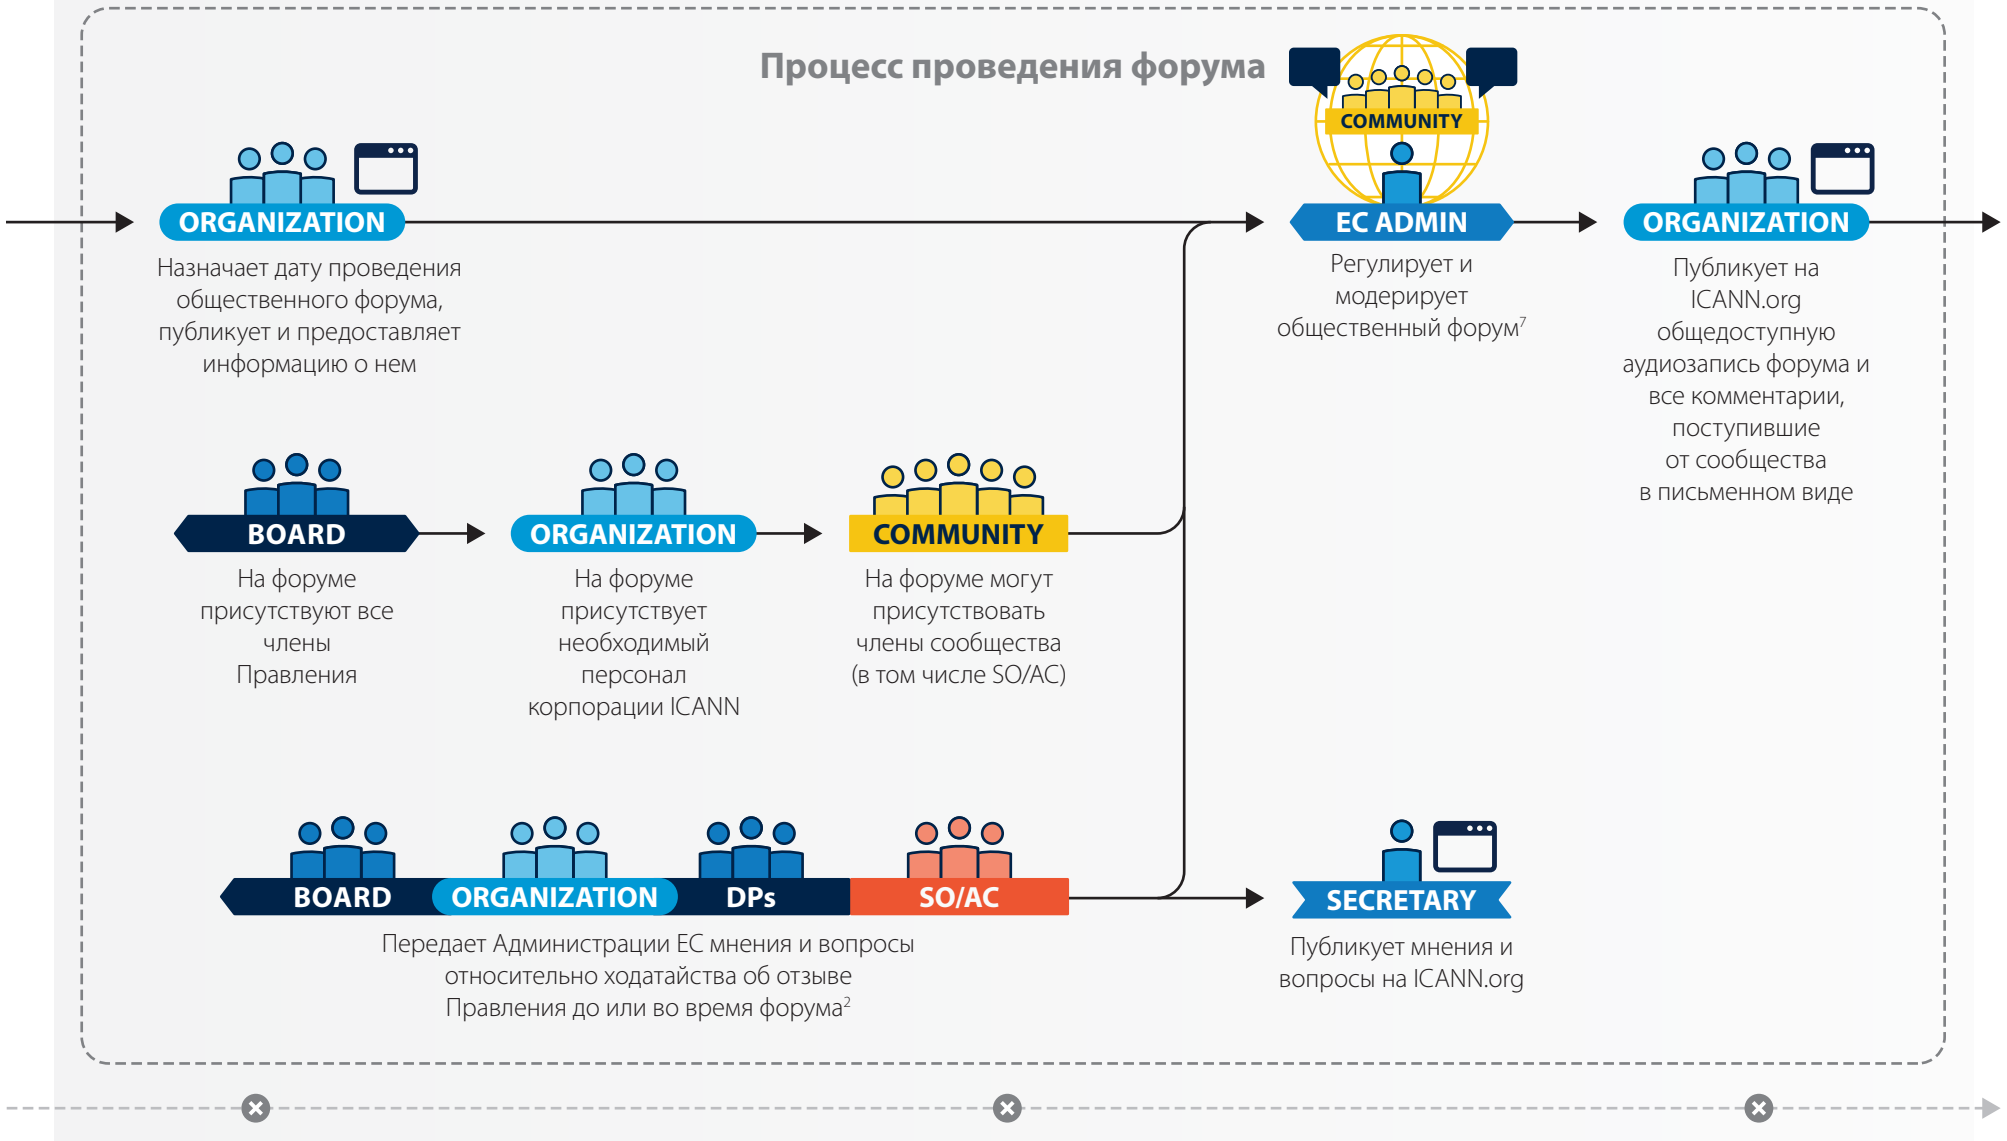 Процесс проведения форума
COMMUNITY
ORGANIZATION
Назначает дату проведения
общественного форума,
публикует и предоставляет
информацию о нем
EC ADMIN
Регулирует и
модерирует
общественный форум7
ORGANIZATION
Публикует на
ICANN.org
общедоступную
аудиозапись форума и
все комментарии,
поступившие
от сообщества
в письменном виде
BOARD
На форуме
присутствуют все
члены
Правления
ORGANIZATION
На форуме
присутствует
необходимый
персонал
корпорации ICANN
COMMUNITY
На форуме могут
присутствовать
члены сообщества
(в том числе SO/AC)
BOARD ORGANIZATION DPs SO/AC
Передает Администрации EC мнения и вопросы
относительно ходатайства об отзыве
Правления до или во время форума2
SECRETARY
Публикует мнения и
вопросы на ICANN.org